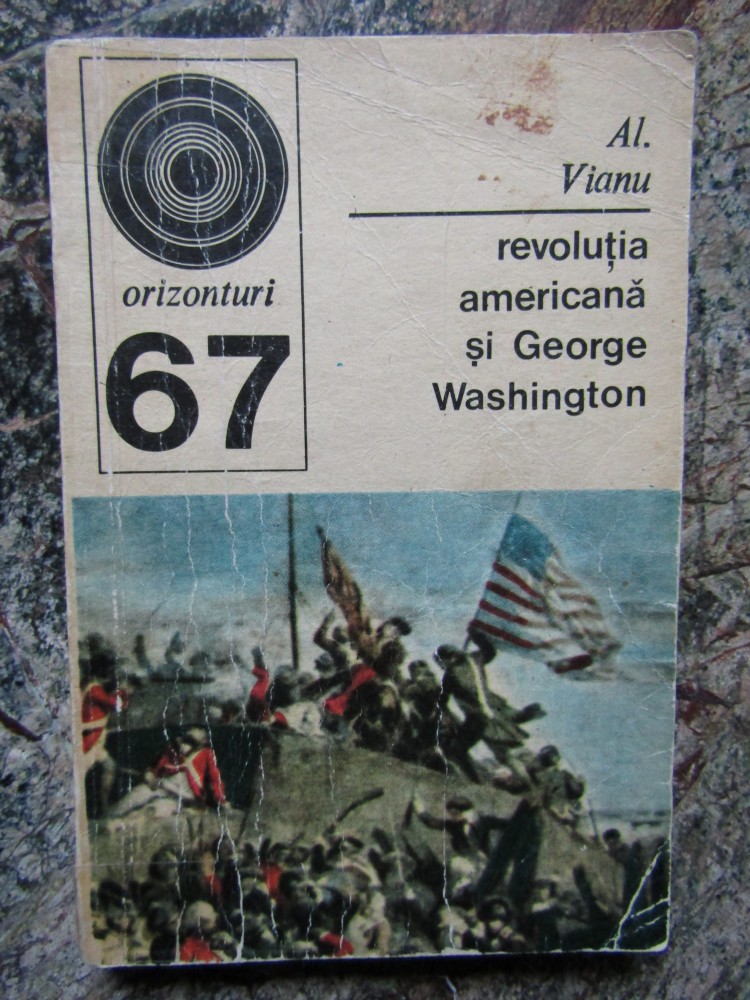 orizonturi
67
Al.
Vianu
revoluția
americană
și George
Washington